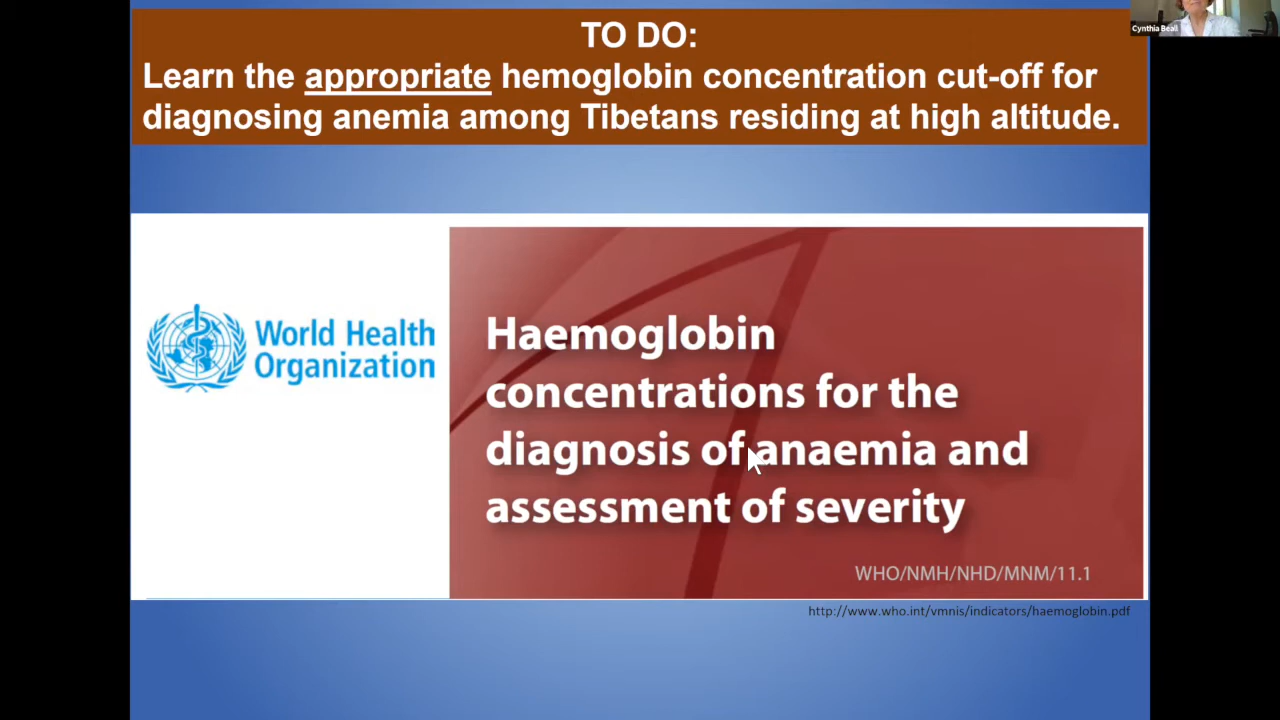 TO DO:
Learn the appropriate hemoglobin concentration cut-off for
diagnosing anemia among Tibetans residing at high altitude.
Cynthia Beall
World Health
Organization
Haemoglobin
concentrations for the
diagnosis of anaemia and
assessment of severity
WHO/NMH/NHD/MNM/11.1
http://www.who.int/vmnis/indicators/haemoglobin.pdf